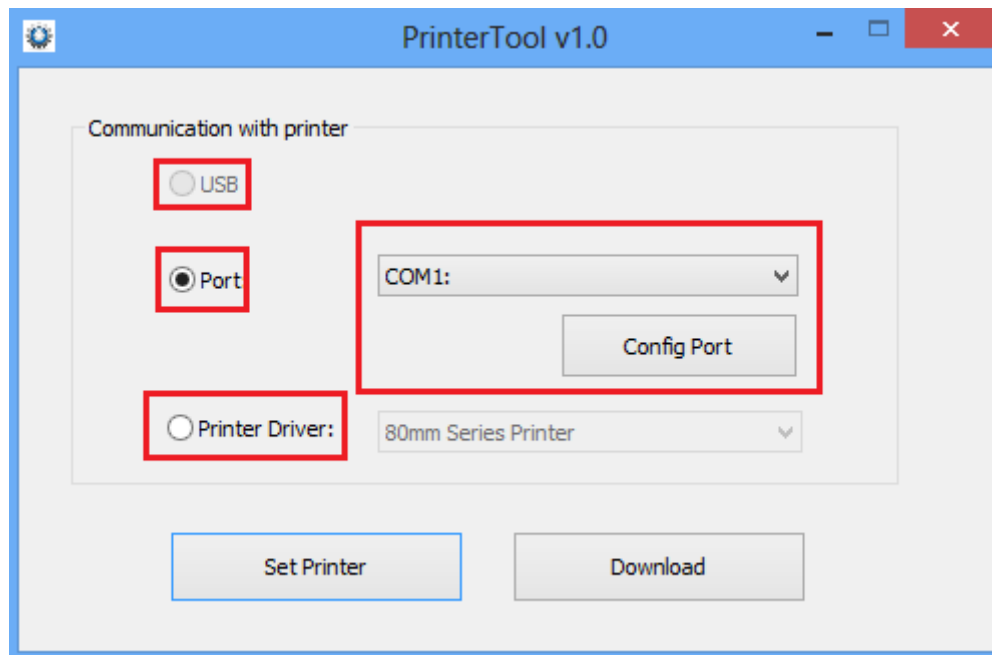 PrinterTool v1.0
Communication with printer
USB
Port
COM1:
Config Port
Printer Driver:
80mm Series Printer
Set Printer
Download